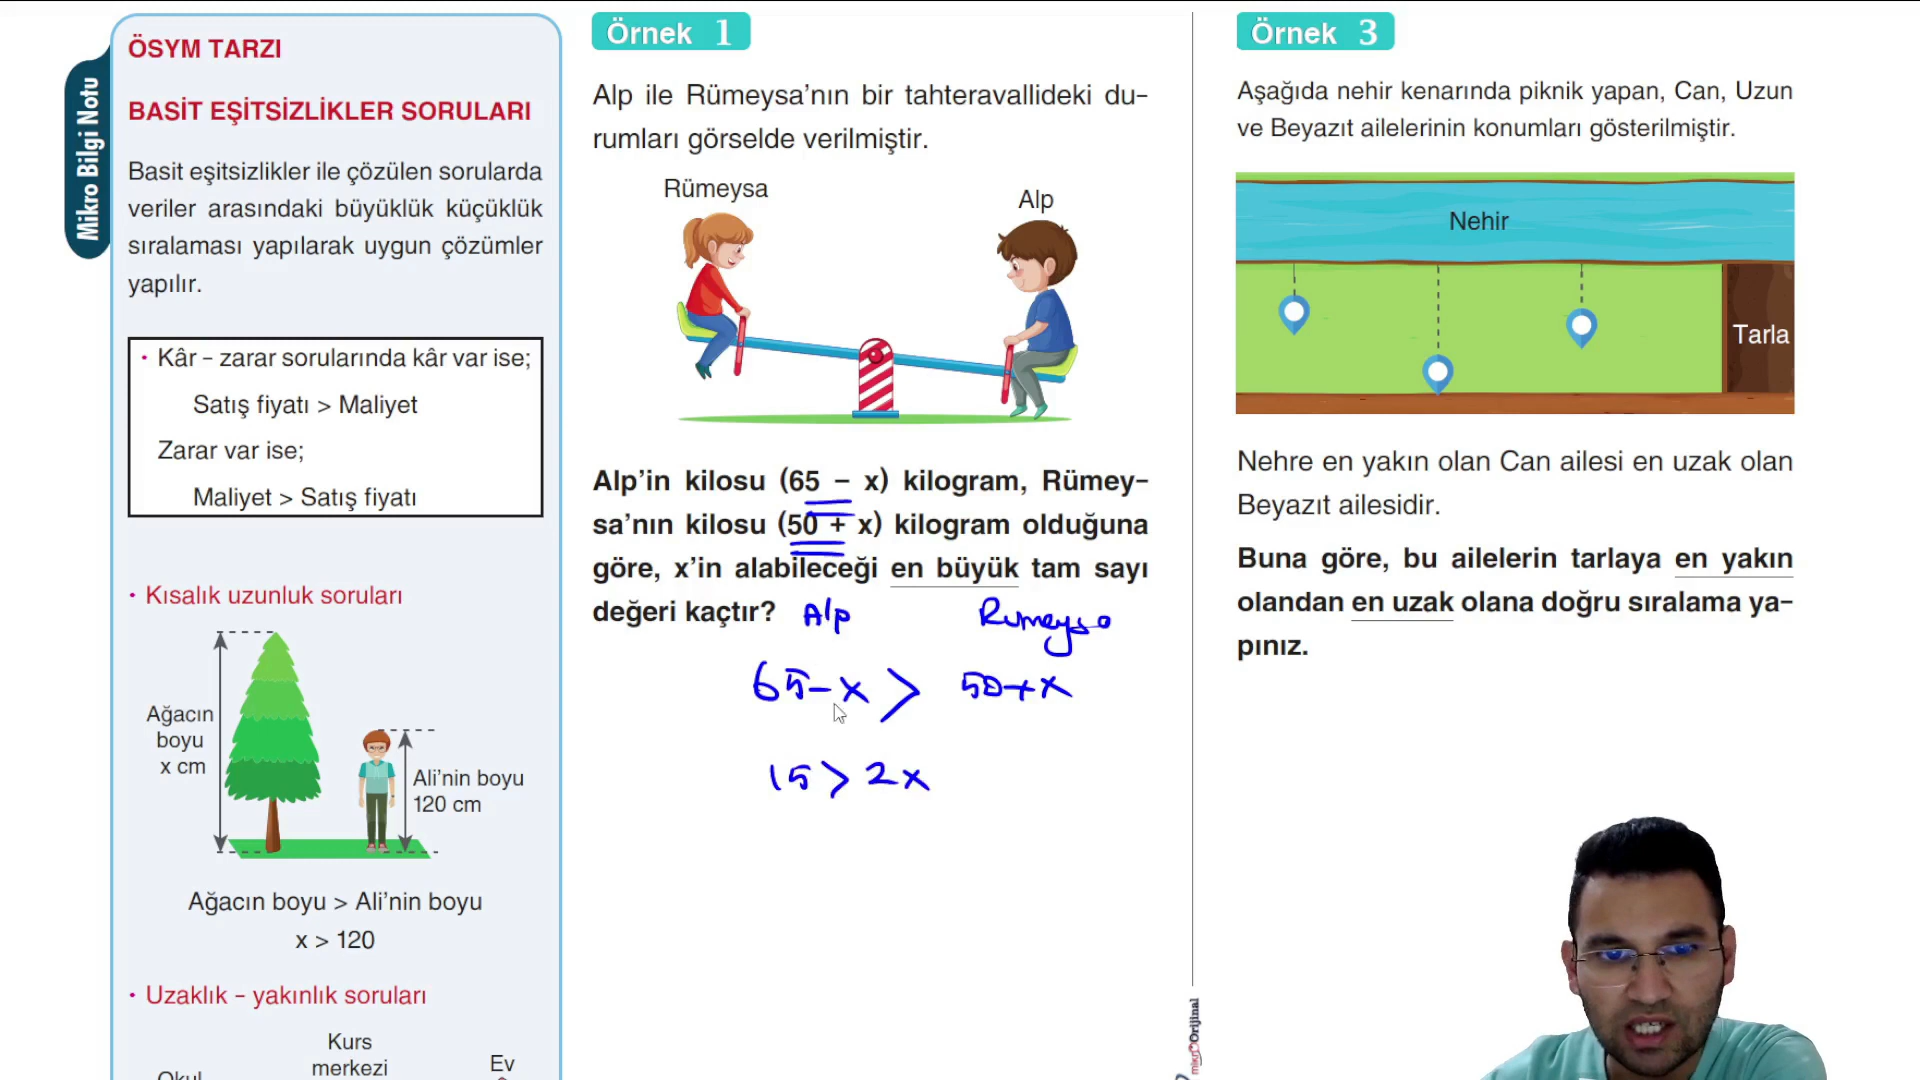 Mikro Bilgi Notu
ÖSYM TARZI
BASİT EŞİTSİZLİKLER SORULARI
Basit eşitsizlikler ile çözülen sorularda
veriler arasındaki büyüklük küçüklük
sıralaması yapılarak uygun çözümler
yapılır.
• Kâr – zarar sorularında kâr var ise;
Satış fiyatı > Maliyet
Zarar var ise;
Maliyet > Satış fiyatı
• Kısalık uzunluk soruları
Ağacın
boyu
x cm
Ali'nin boyu
120 cm
Ağacın boyu > Ali'nin boyu
x > 120
• Uzaklık – yakınlık soruları
Kurs
merkezi
Ev
Okul
Örnek 1
Alp ile Rümeysa'nın bir tahteravallideki du-
rumları görselde verilmiştir.
Rümeysa
Alp
Alp'in kilosu (65 – x) kilogram, Rümey-
sa'nın kilosu (50 + x) kilogram olduğuna
göre, x'in alabileceği en büyük tam sayı
değeri kaçtır?
Alp Rümeysa
65-x > 50+x
15 > 2x
mikro Orijinal
Örnek 3
Aşağıda nehir kenarında piknik yapan, Can, Uzun
ve Beyazıt ailelerinin konumları gösterilmiştir.
Nehir
Tarla
Nehre en yakın olan Can ailesi en uzak olan
Beyazıt ailesidir.
Buna göre, bu ailelerin tarlaya en yakın
olandan en uzak olana doğru sıralama ya-
pınız.